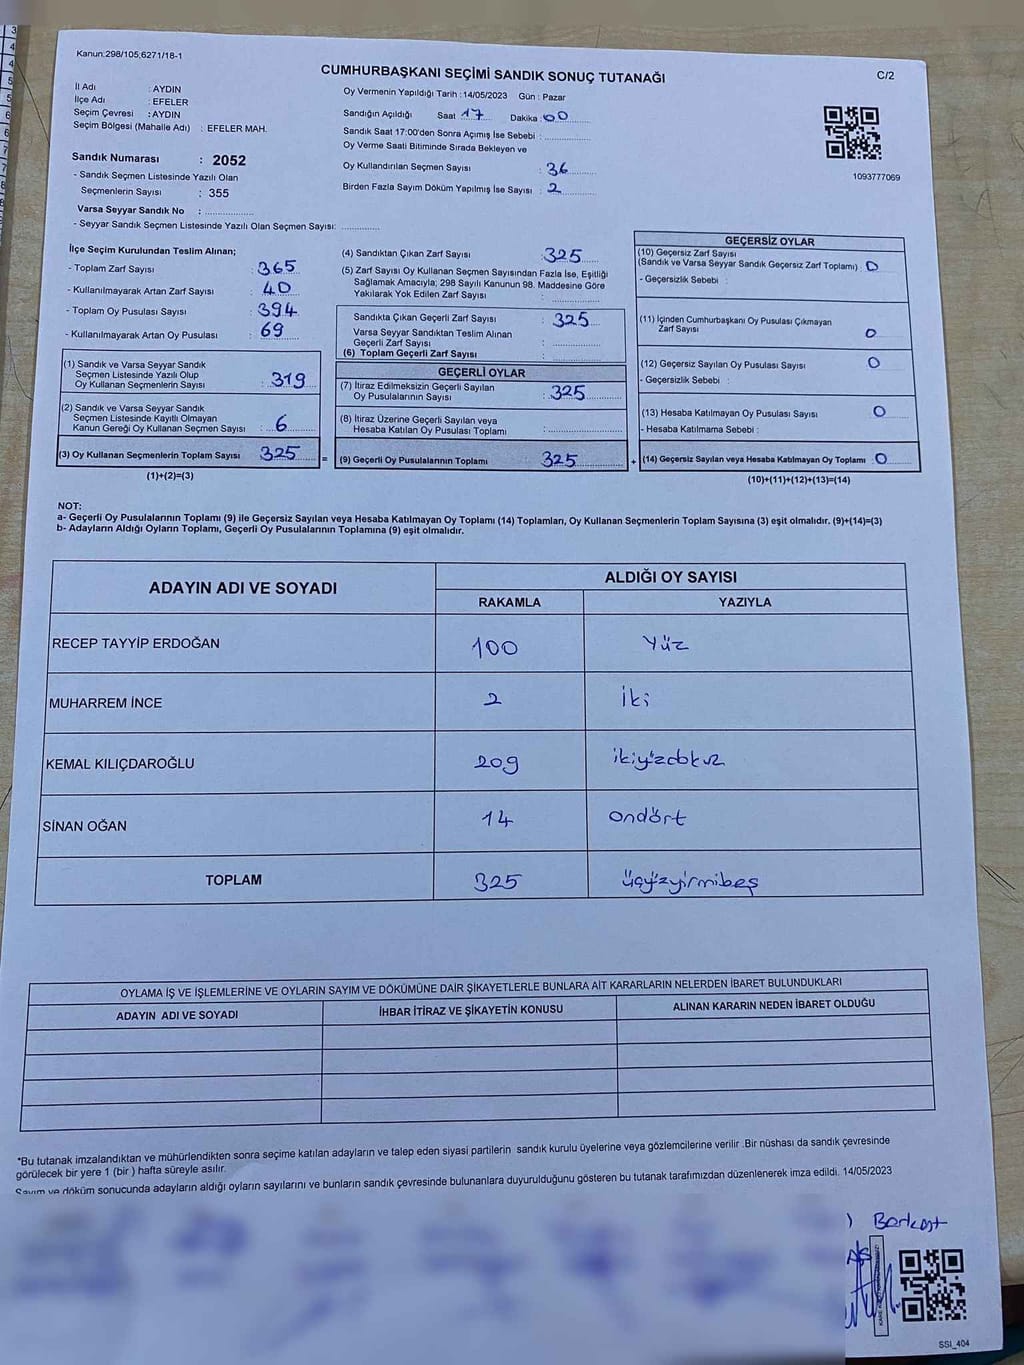 Kanun:298/105;6271/18-1
CUMHURBAŞKANI SEÇİMİ SANDIK SONUÇ TUTANAĞI
C/2
İl Adı : AYDIN
İlçe Adı : EFELER
Seçim Çevresi : AYDIN
Seçim Bölgesi (Mahalle Adı) : EFELER MAH.
Sandık Numarası : 2052
- Sandık Seçmen Listesinde Yazılı Olan
Seçmenlerin Sayısı : 355
Varsa Seyyar Sandık No : ................
- Seyyar Sandık Seçmen Listesinde Yazılı Olan Seçmen Sayısı: ............
Oy Vermenin Yapıldığı Tarih : 14/05/2023 Gün : Pazar
Sandığın Açıldığı Saat 17 Dakika : 00
Sandık Saat 17:00'den Sonra Açımış İse Sebebi : ................
Oy Verme Saati Bitiminde Sırada Bekleyen ve
Oy Kullandırılan Seçmen Sayısı : 36
Birden Fazla Sayım Döküm Yapılmış İse Sayısı : 2
1093777069
İlçe Seçim Kurulundan Teslim Alınan;
- Toplam Zarf Sayısı : 365
- Kullanılmayarak Artan Zarf Sayısı : 40
- Toplam Oy Pusulası Sayısı : 394
- Kullanılmayarak Artan Oy Pusulası : 69
(1) Sandık ve Varsa Seyyar Sandık
Seçmen Listesinde Yazılı Olup
Oy Kullanan Seçmenlerin Sayısı : 319
(2) Sandık ve Varsa Seyyar Sandık
Seçmen Listesinde Kayıtlı Olmayan
Kanun Gereği Oy Kullanan Seçmen Sayısı : 6
(3) Oy Kullanan Seçmenlerin Toplam Sayısı 325 =
(1)+(2)=(3)
(4) Sandıktan Çıkan Zarf Sayısı : 325
(5) Zarf Sayısı Oy Kullanan Seçmen Sayısından Fazla İse, Eşitliği
Sağlamak Amacıyla; 298 Sayılı Kanunun 98. Maddesine Göre
Yakılarak Yok Edilen Zarf Sayısı : ............
Sandıkta Çıkan Geçerli Zarf Sayısı : 325
Varsa Seyyar Sandıktan Teslim Alınan
Geçerli Zarf Sayısı : ............
(6) Toplam Geçerli Zarf Sayısı : ............
GEÇERLİ OYLAR
(7) İtiraz Edilmeksizin Geçerli Sayılan
Oy Pusulalarının Sayısı : 325
(8) İtiraz Üzerine Geçerli Sayılan veya
Hesaba Katılan Oy Pusulası Toplamı : ............
(9) Geçerli Oy Pusulalarının Toplamı : 325 +
GEÇERSİZ OYLAR
(10) Geçersiz Zarf Sayısı
(Sandık ve Varsa Seyyar Sandık Geçersiz Zarf Toplamı) : 0
- Geçersizlik Sebebi :
(11) İçinden Cumhurbaşkanı Oy Pusulası Çıkmayan
Zarf Sayısı 0
(12) Geçersiz Sayılan Oy Pusulası Sayısı : 0
- Geçersizlik Sebebi :
(13) Hesaba Katılmayan Oy Pusulası Sayısı : 0
- Hesaba Katılmama Sebebi :
(14) Geçersiz Sayılan veya Hesaba Katılmayan Oy Toplamı : 0
(10)+(11)+(12)+(13)=(14)
NOT:
a- Geçerli Oy Pusulalarının Toplamı (9) ile Geçersiz Sayılan veya Hesaba Katılmayan Oy Toplamı (14) Toplamları, Oy Kullanan Seçmenlerin Toplam Sayısına (3) eşit olmalıdır. (9)+(14)=(3)
b- Adayların Aldığı Oyların Toplamı, Geçerli Oy Pusulalarının Toplamına (9) eşit olmalıdır.
ADAYIN ADI VE SOYADI ALDIĞI OY SAYISI
RAKAMLA YAZIYLA
RECEP TAYYİP ERDOĞAN 100 Yüz
MUHARREM İNCE 2 İki
KEMAL KILIÇDAROĞLU 209 ikiyüzdokuz
SİNAN OĞAN 14 ondört
TOPLAM 325 üçyüzyirmibeş
OYLAMA İŞ VE İŞLEMLERİNE VE OYLARIN SAYIM VE DÖKÜMÜNE DAİR ŞİKAYETLERLE BUNLARA AİT KARARLARIN NELERDEN İBARET BULUNDUKLARI
ADAYIN ADI VE SOYADI İHBAR İTİRAZ VE ŞİKAYETİN KONUSU ALINAN KARARIN NEDEN İBARET OLDUĞU
*Bu tutanak imzalandıktan ve mühürlendikten sonra seçime katılan adayların ve talep eden siyasi partilerin sandık kurulu üyelerine veya gözlemcilerine verilir .Bir nüshası da sandık çevresinde
görülecek bir yere 1 (bir ) hafta süreyle asılır.
Sayım ve döküm sonucunda adayların aldığı oyların sayılarını ve bunların sandık çevresinde bulunanlara duyurulduğunu gösteren bu tutanak tarafımızdan düzenlenerek imza edildi. 14/05/2023
SSI_404